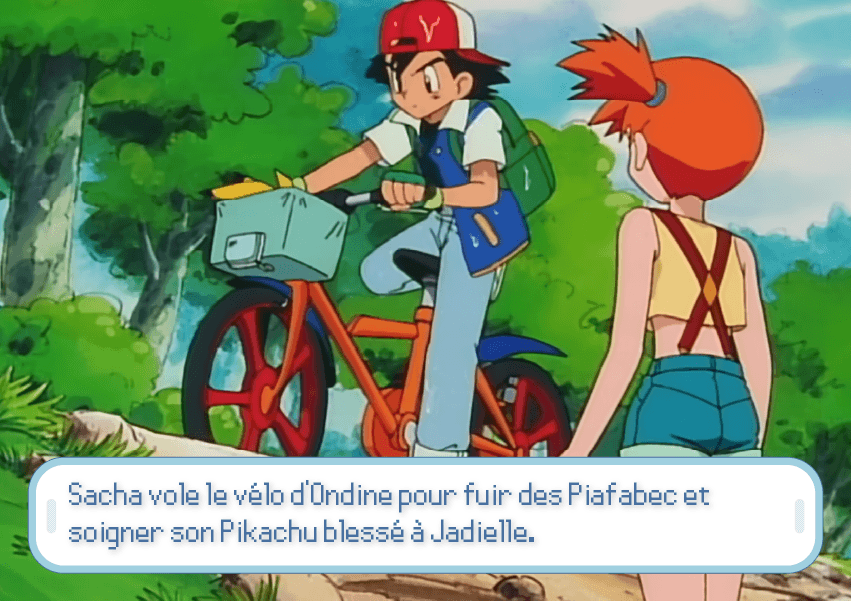 Sacha vole le vélo d'Ondine pour fuir des Piafabec et
soigner son Pikachu blessé à Jadielle.